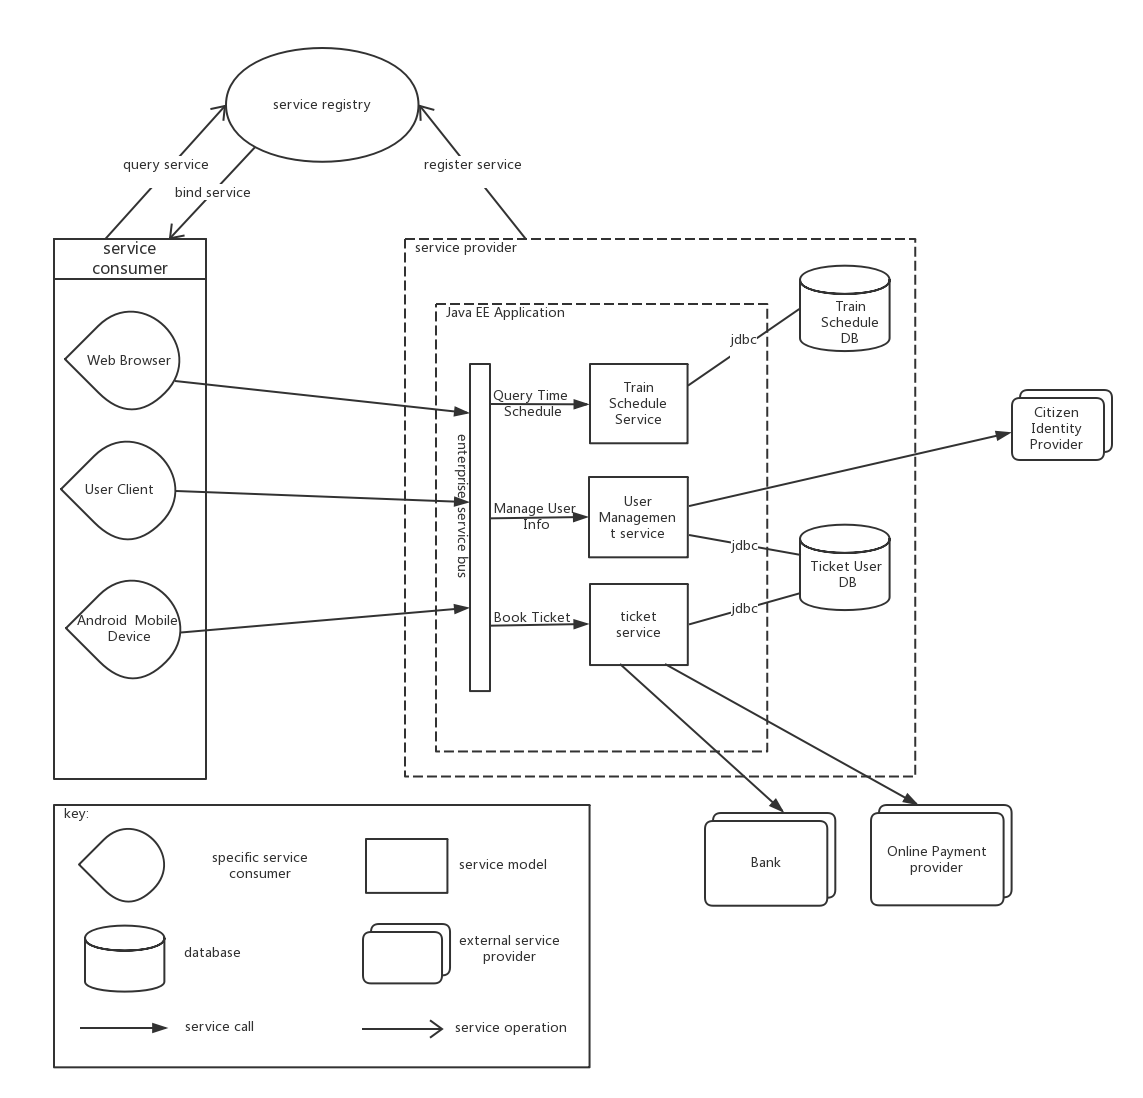 service registry
query service
register service
bind service
service
consumer
service provider
Java EE Application
Train
Schedule
DB
jdbc
Web Browser
Query Time
Schedule
Train
Schedule
Service
Citizen
Identity
Provider
enterprise service bus
User Client
Manage User
Info
User
Managemen
t service
jdbc
Ticket User
DB
Android  Mobile
Device
Book Ticket
ticket
service
jdbc
Bank
Online Payment
provider
key:
specific service
consumer
service model
database
external service
provider
service call
service operation